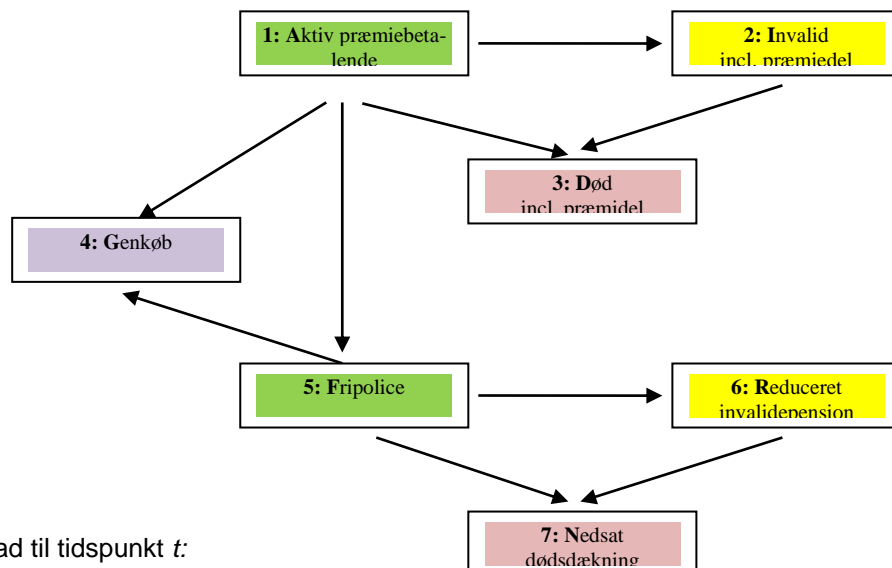 1: Aktiv præmiebeta-
lende
2: Invalid
incl. præmiedel
3: Død
incl. præmidel
4: Genkøb
5: Fripolice
6: Reduceret
invalidepension
7: Nedsat
dødsdækning
ad til tidspunkt t: